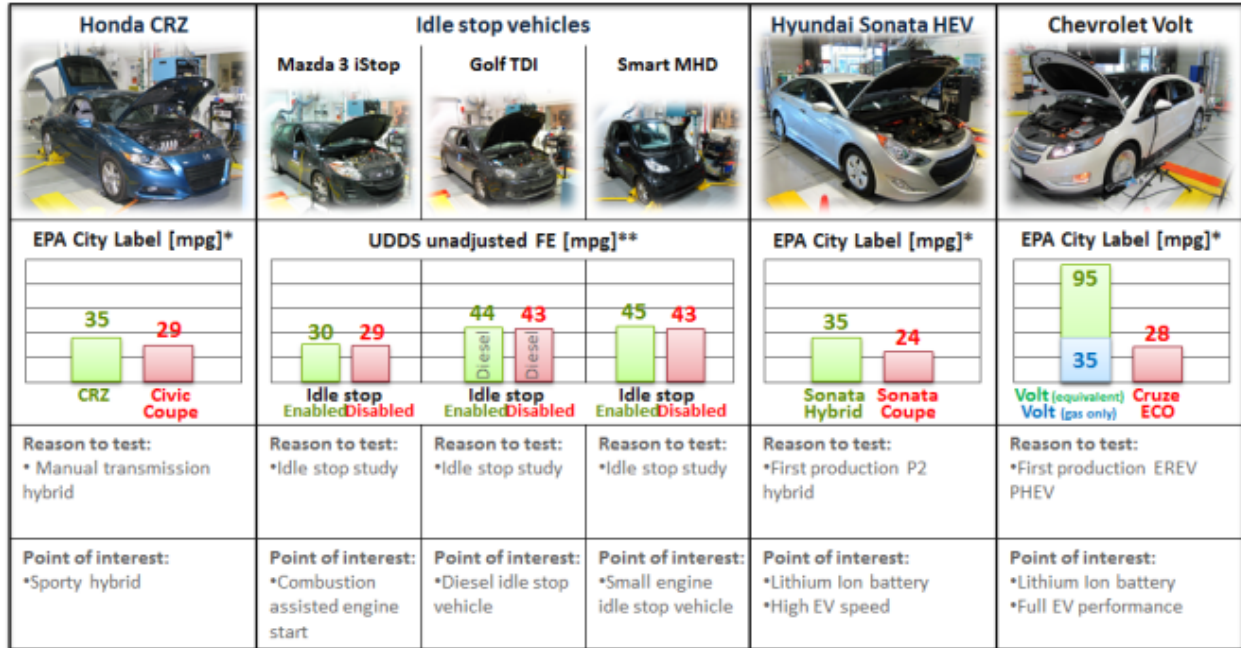 Honda CRZ
Idle stop vehicles
Mazda 3 iStop
Golf TDI
Smart MHD
Hyundai Sonata HEV
Chevrolet Volt
EPA City Label [mpg]*
35
29
CRZ
Civic
Coupe
UDDS unadjusted FE [mpg]**
30
29
Idle stop
Enabled Disabled
44
43
Diesel
Diesel
Idle stop
Enabled Disabled
45
43
Idle stop
Enabled Disabled
EPA City Label [mpg]*
35
24
Sonata
Hybrid
Sonata
Coupe
EPA City Label [mpg]*
95
35
28
Volt (equivalent)
Volt (gas only)
Cruze
ECO
Reason to test:
• Manual transmission
hybrid
Reason to test:
•Idle stop study
Reason to test:
•Idle stop study
Reason to test:
•Idle stop study
Reason to test:
•First production P2
hybrid
Reason to test:
•First production EREV
PHEV
Point of interest:
•Sporty hybrid
Point of interest:
•Combustion
assisted engine
start
Point of interest:
•Diesel idle stop
vehicle
Point of interest:
•Small engine
idle stop vehicle
Point of interest:
•Lithium Ion battery
•High EV speed
Point of interest:
•Lithium Ion battery
•Full EV performance